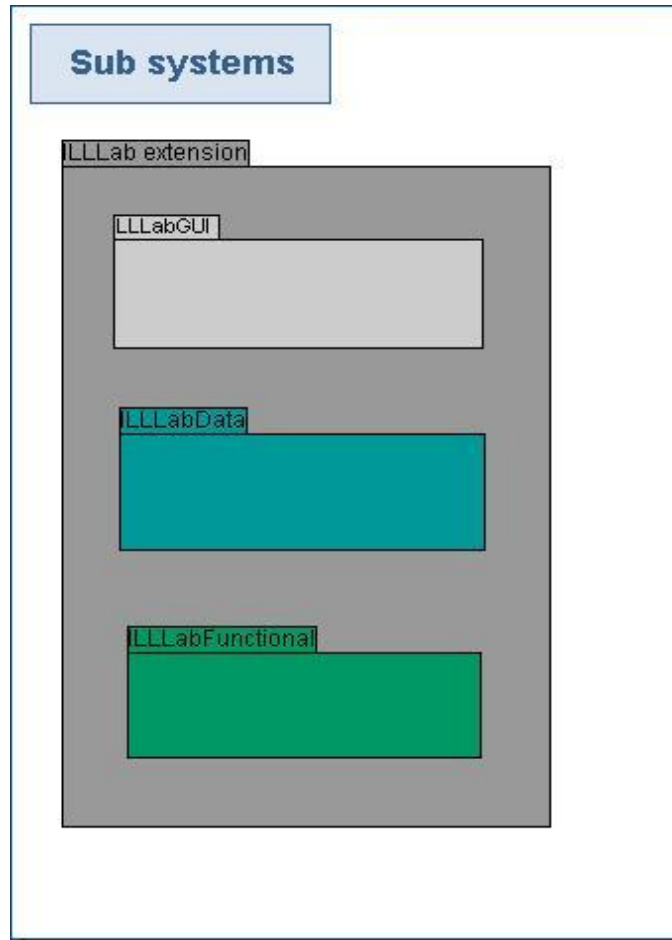 Sub systems
ILLLab extension
LLLabGUI
ILLLabData
ILLLabFunctional